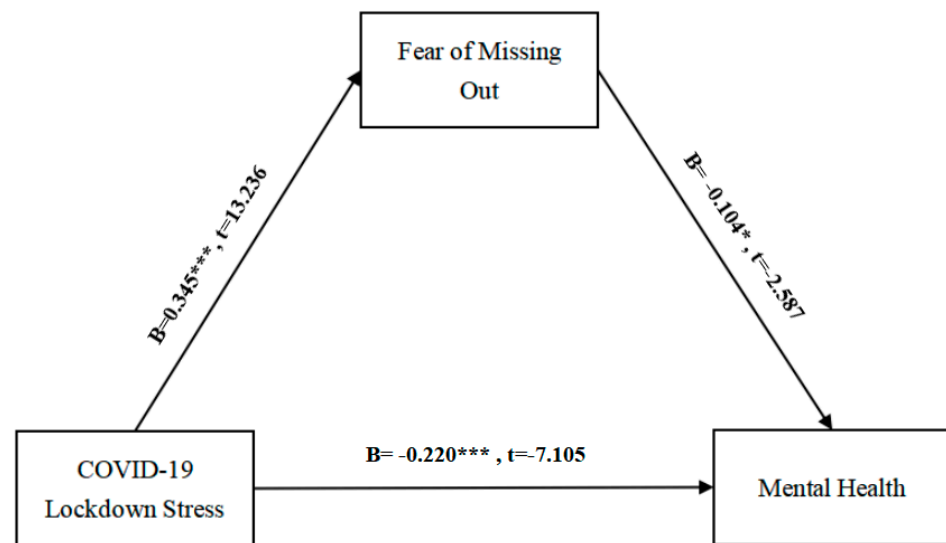 Fear of Missing
Out
B=0.345*** , t=13.236
B= -0.104* , t=-2.587
B= -0.220*** , t=-7.105
COVID-19
Lockdown Stress
Mental Health